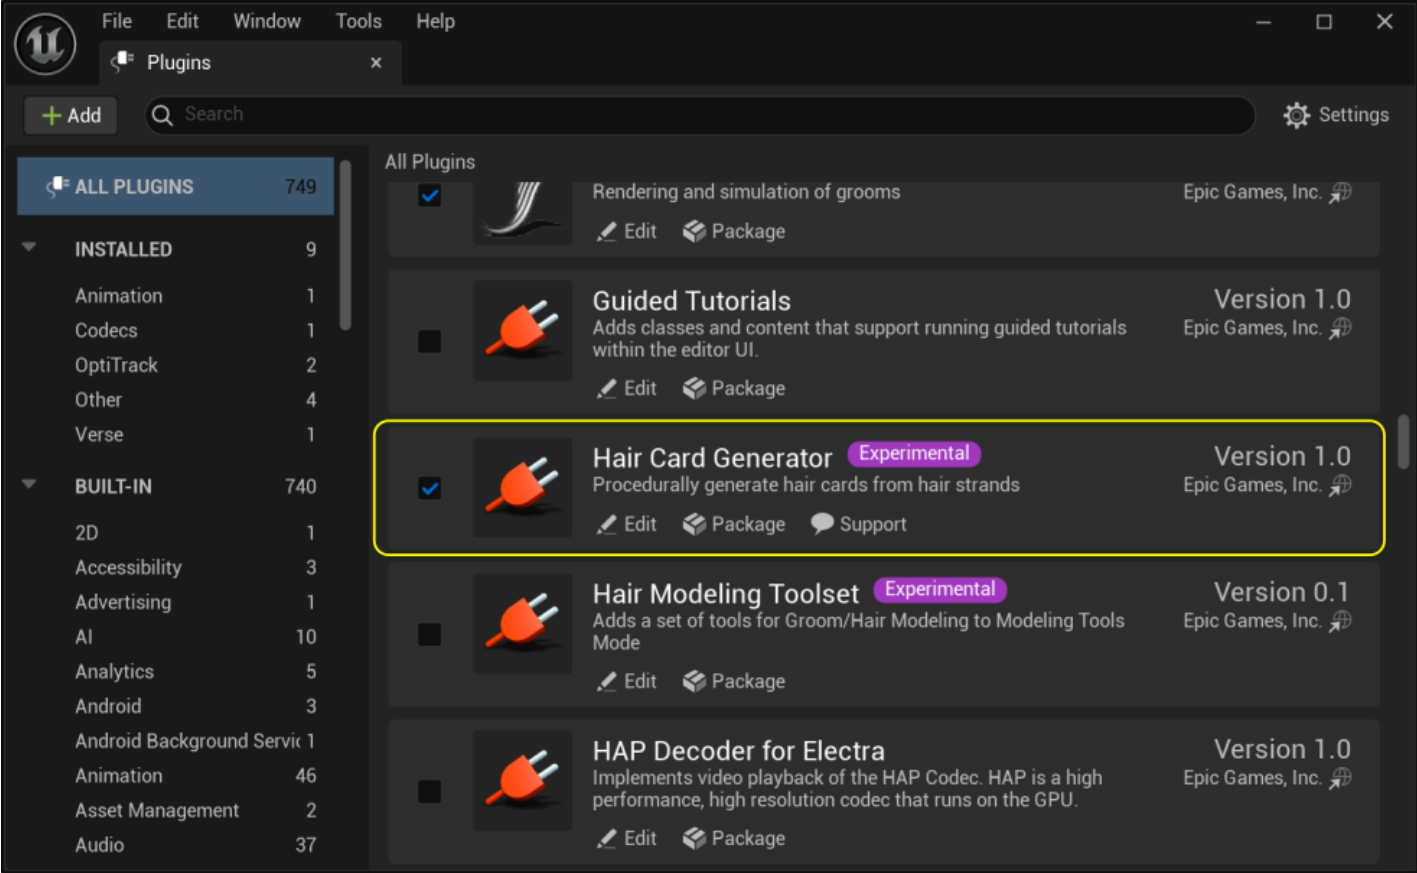 File Edit Window Tools Help
Plugins
Add
Search
Settings
ALL PLUGINS 749
INSTALLED 9
Animation 1
Codecs 1
OptiTrack 2
Other 4
Verse 1
BUILT-IN 740
2D 1
Accessibility 3
Advertising 1
AI 10
Analytics 5
Android 3
Android Background Servic 1
Animation 46
Asset Management 2
Audio 37
All Plugins
Rendering and simulation of grooms
Epic Games, Inc.
Edit Package
Guided Tutorials
Version 1.0
Adds classes and content that support running guided tutorials
within the editor UI.
Epic Games, Inc.
Edit Package
Hair Card Generator Experimental
Version 1.0
Procedurally generate hair cards from hair strands
Epic Games, Inc.
Edit Package Support
Hair Modeling Toolset Experimental
Version 0.1
Adds a set of tools for Groom/Hair Modeling to Modeling Tools
Mode
Epic Games, Inc.
Edit Package
HAP Decoder for Electra
Version 1.0
Implements video playback of the HAP Codec. HAP is a high
performance, high resolution codec that runs on the GPU.
Epic Games, Inc.
Edit Package